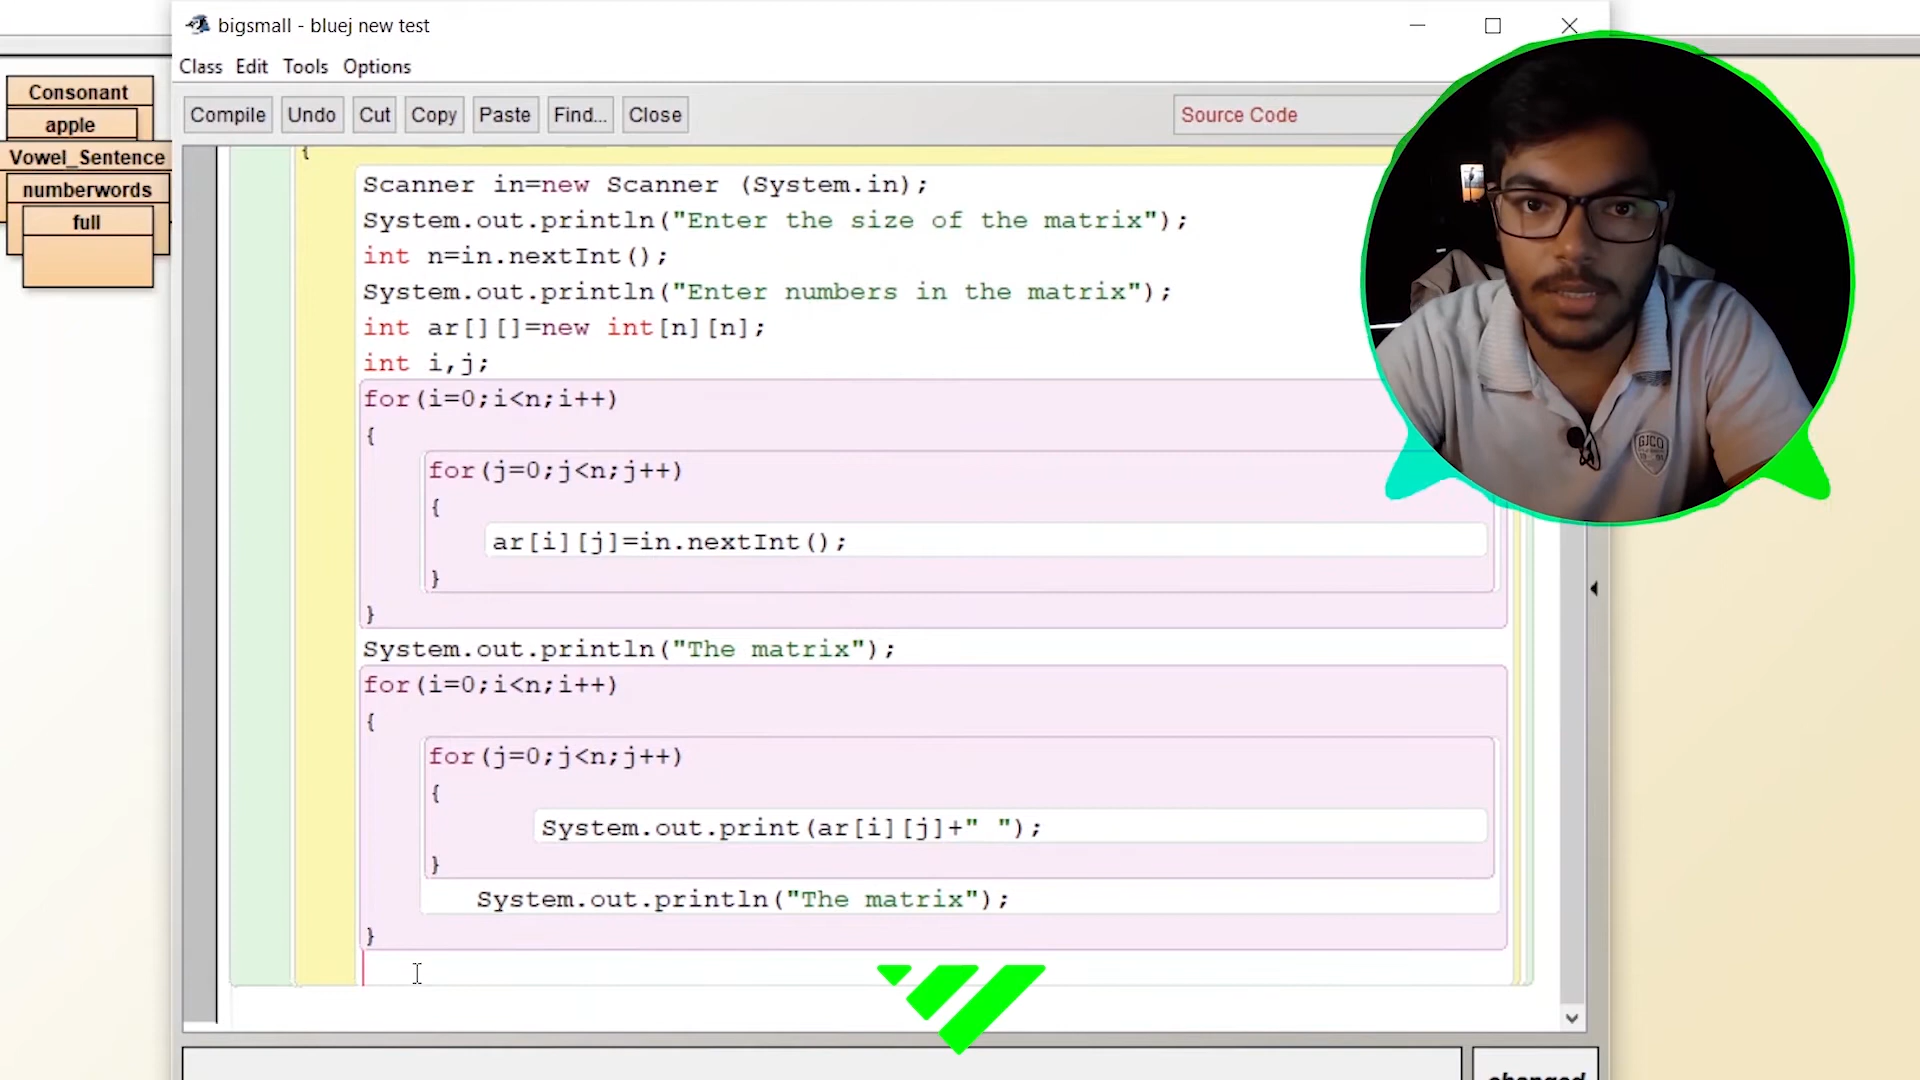 bigsmall - bluej new test
Class Edit Tools Options
Compile Undo Cut Copy Paste Find... Close Source Code
Consonant
apple
Vowel_Sentence
numberwords
full
{
Scanner in=new Scanner (System.in);
System.out.println("Enter the size of the matrix");
int n=in.nextInt();
System.out.println("Enter numbers in the matrix");
int ar[][]=new int[n][n];
int i,j;
for(i=0;i<n;i++)
{
for(j=0;j<n;j++)
{
ar[i][j]=in.nextInt();
}
}
System.out.println("The matrix");
for(i=0;i<n;i++)
{
for(j=0;j<n;j++)
{
System.out.print(ar[i][j]+" ");
}
System.out.println("The matrix");
}
GJCO
changed